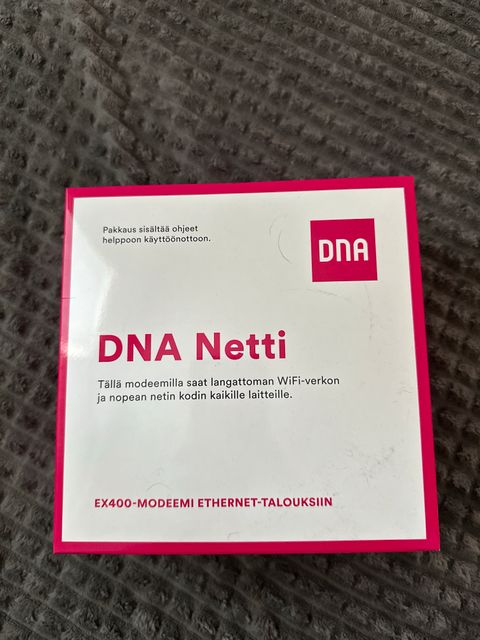 Pakkaus sisältää ohjeet
helppoon käyttöönottoon.
DNA
DNA Netti
Tällä modeemilla saat langattoman WiFi-verkon
ja nopean netin kodin kaikille laitteille.
EX400-MODEEMI ETHERNET-TALOUKSIIN